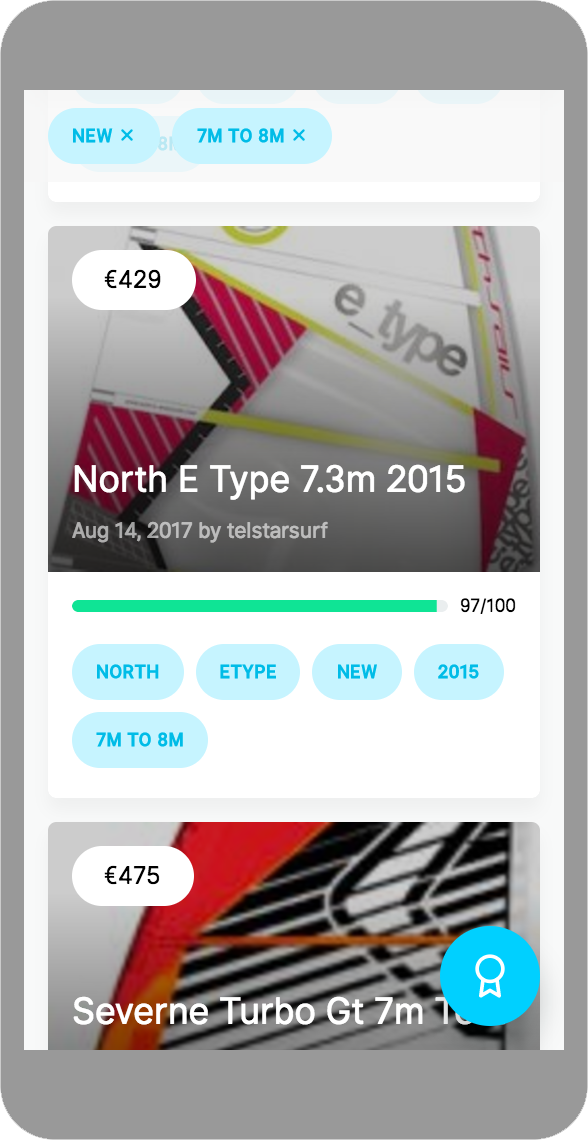 NEW × 7M TO 8M ×
€429
e_type
North E Type 7.3m 2015
Aug 14, 2017 by telstarsurf
97/100
NORTH ETYPE NEW 2015
7M TO 8M
€475
Severne Turbo Gt 7m